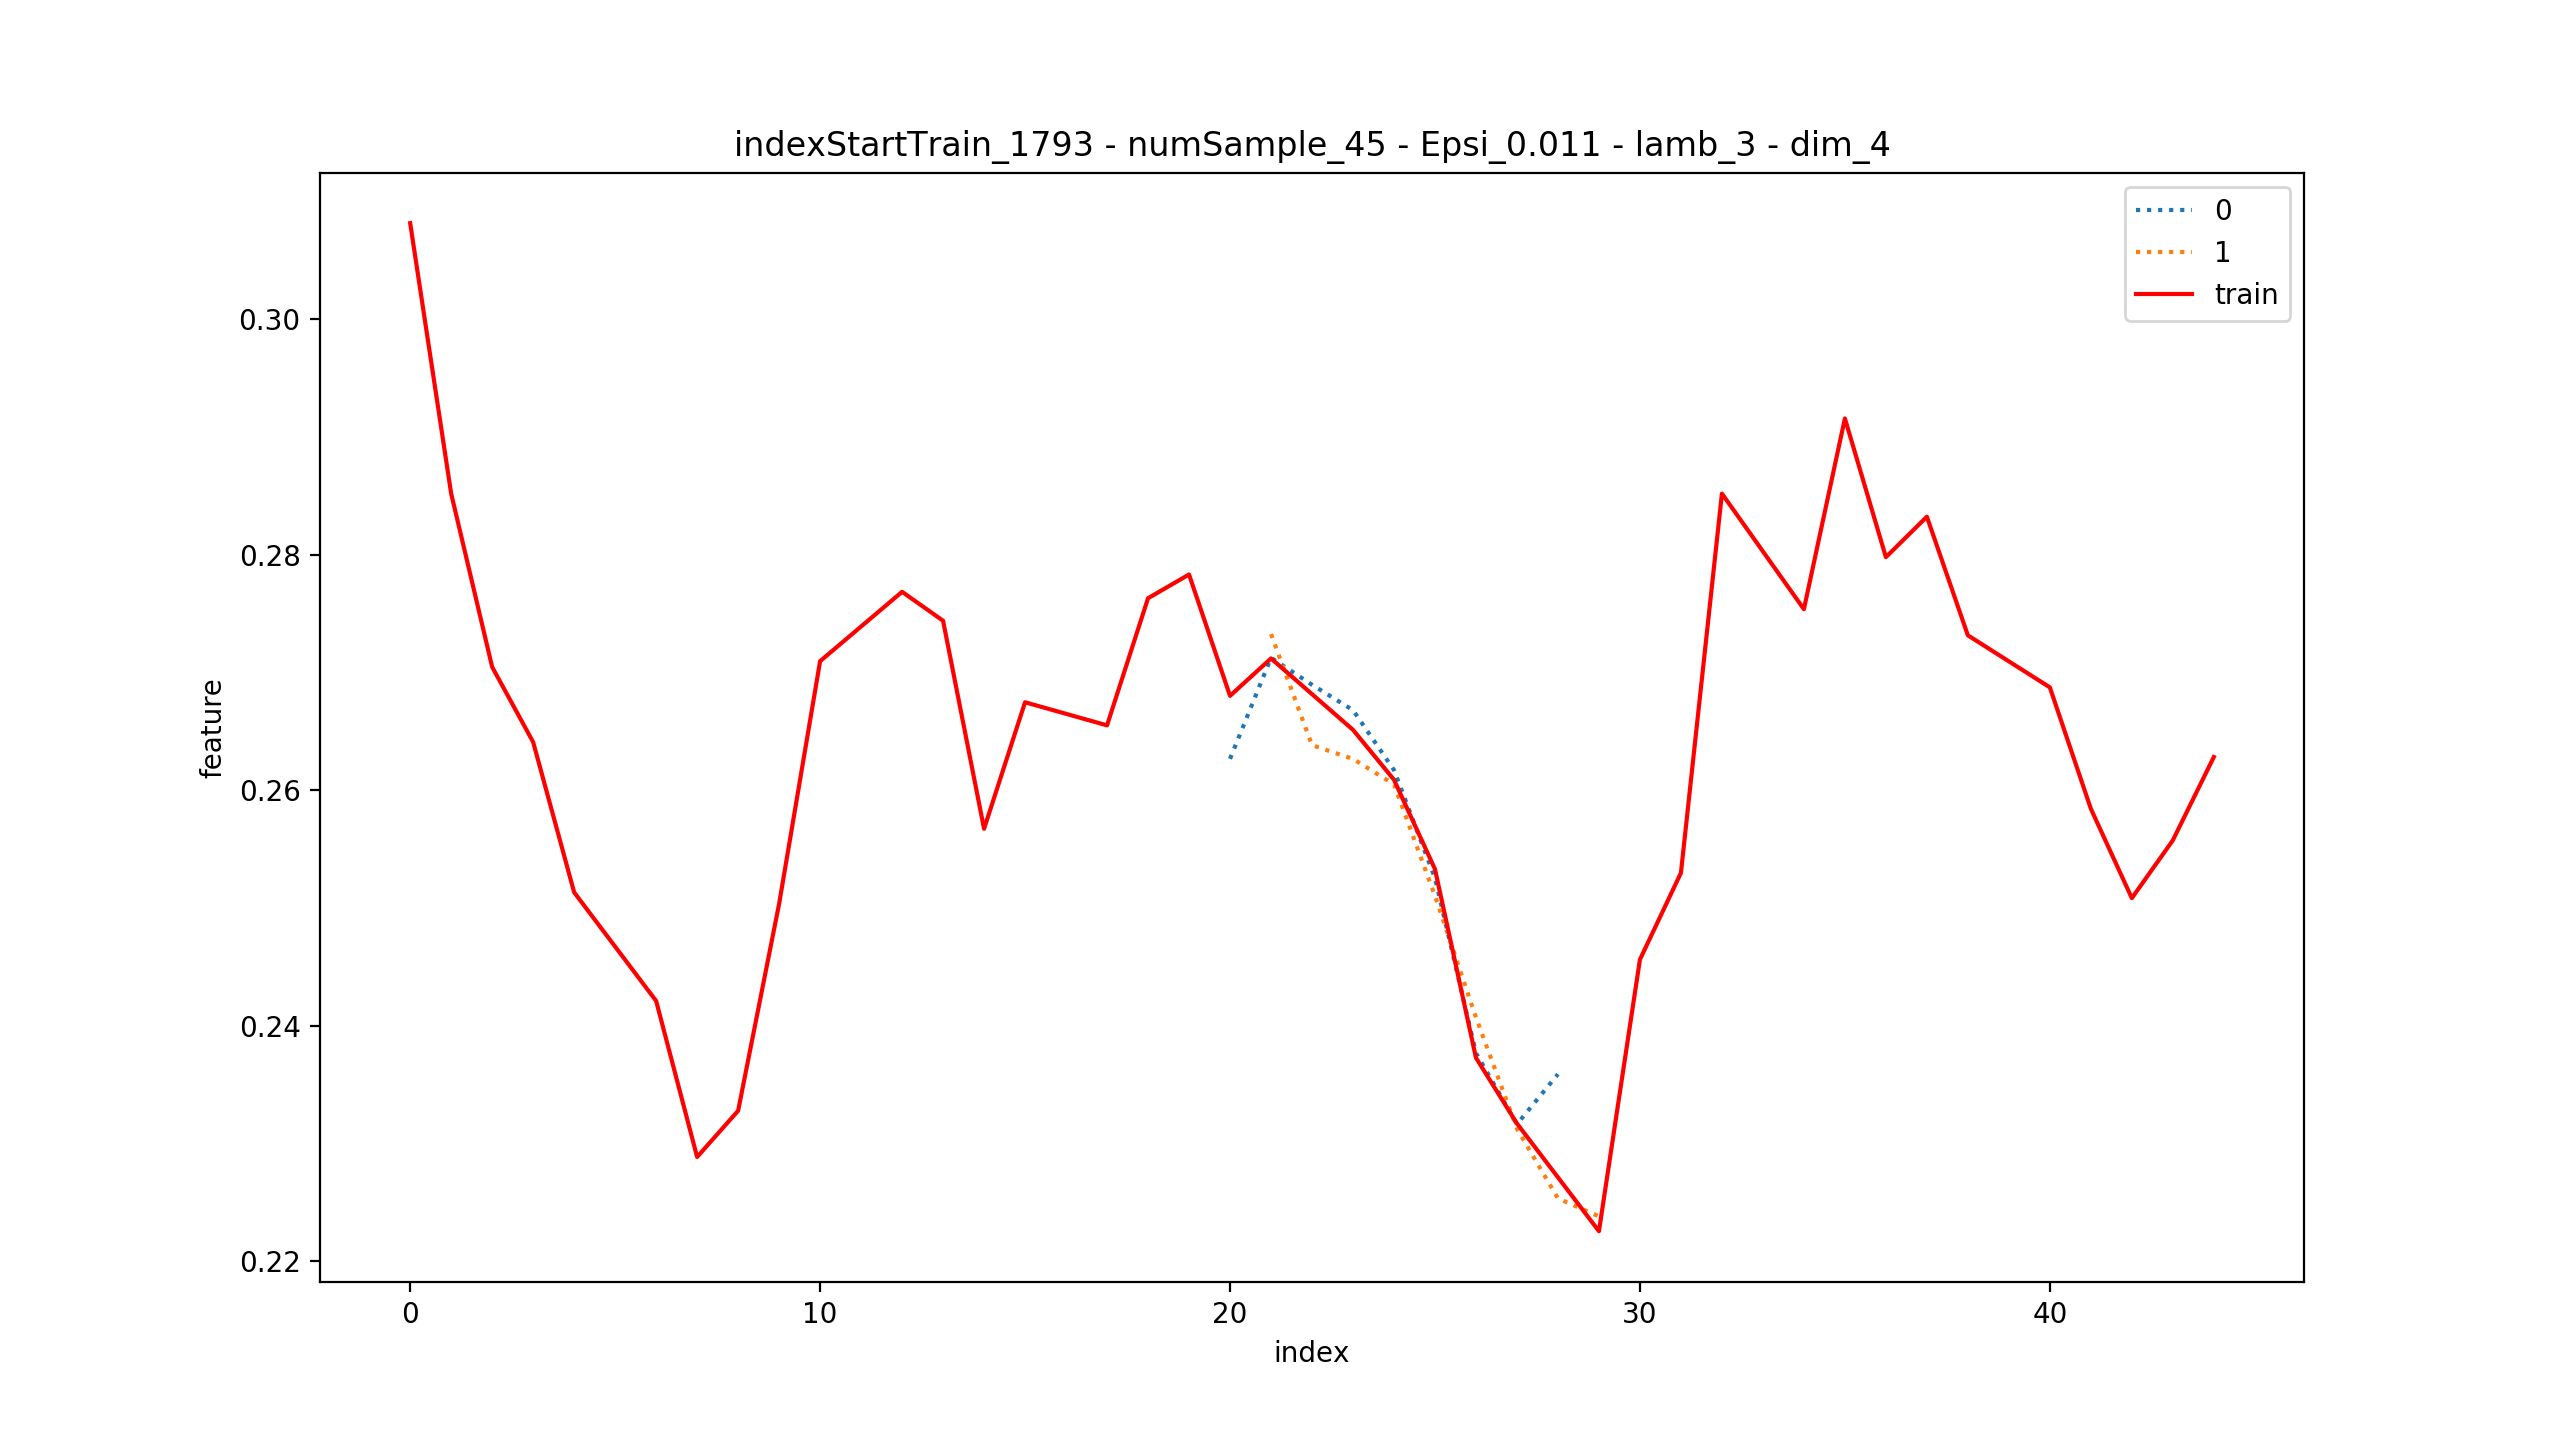 indexStartTrain_1793 - numSample_45 - Epsi_0.011 - lamb_3 - dim_4
0
1
train
0.30
0.28
0.26
0.24
0.22
feature
0 10 20 30 40
index